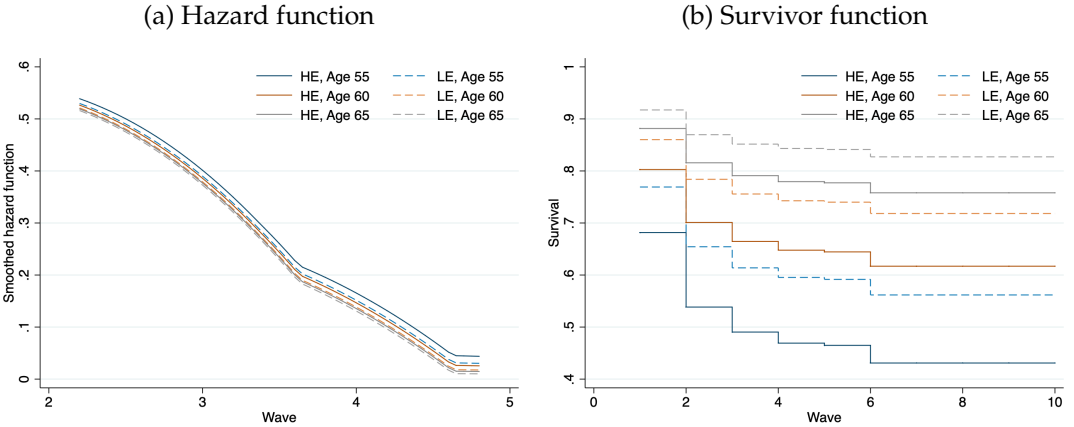 (a) Hazard function
.6
.5
.4
.3
.2
.1
0
Smoothed hazard function
HE, Age 55
LE, Age 55
HE, Age 60
LE, Age 60
HE, Age 65
LE, Age 65
2
3
4
5
Wave
(b) Survivor function
1
.9
.8
.7
.6
.5
.4
Survival
HE, Age 55
LE, Age 55
HE, Age 60
LE, Age 60
HE, Age 65
LE, Age 65
0
2
4
6
8
10
Wave